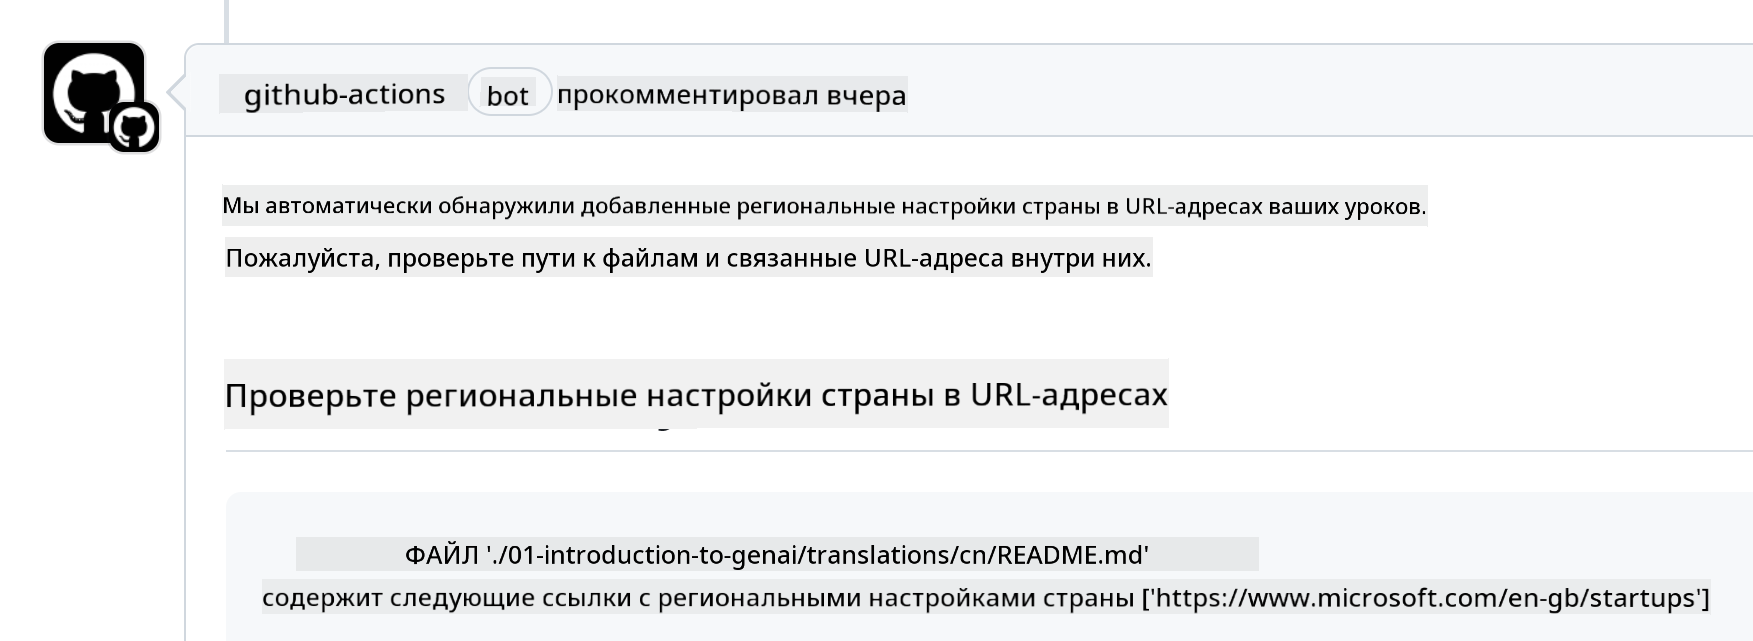 github-actions bot прокомментировал вчера
Мы автоматически обнаружили добавленные региональные настройки страны в URL-адресах ваших уроков.
Пожалуйста, проверьте пути к файлам и связанные URL-адреса внутри них.
Проверьте региональные настройки страны в URL-адресах
ФАЙЛ './01-introduction-to-genai/translations/cn/README.md'
содержит следующие ссылки с региональными настройками страны ['https://www.microsoft.com/en-gb/startups']